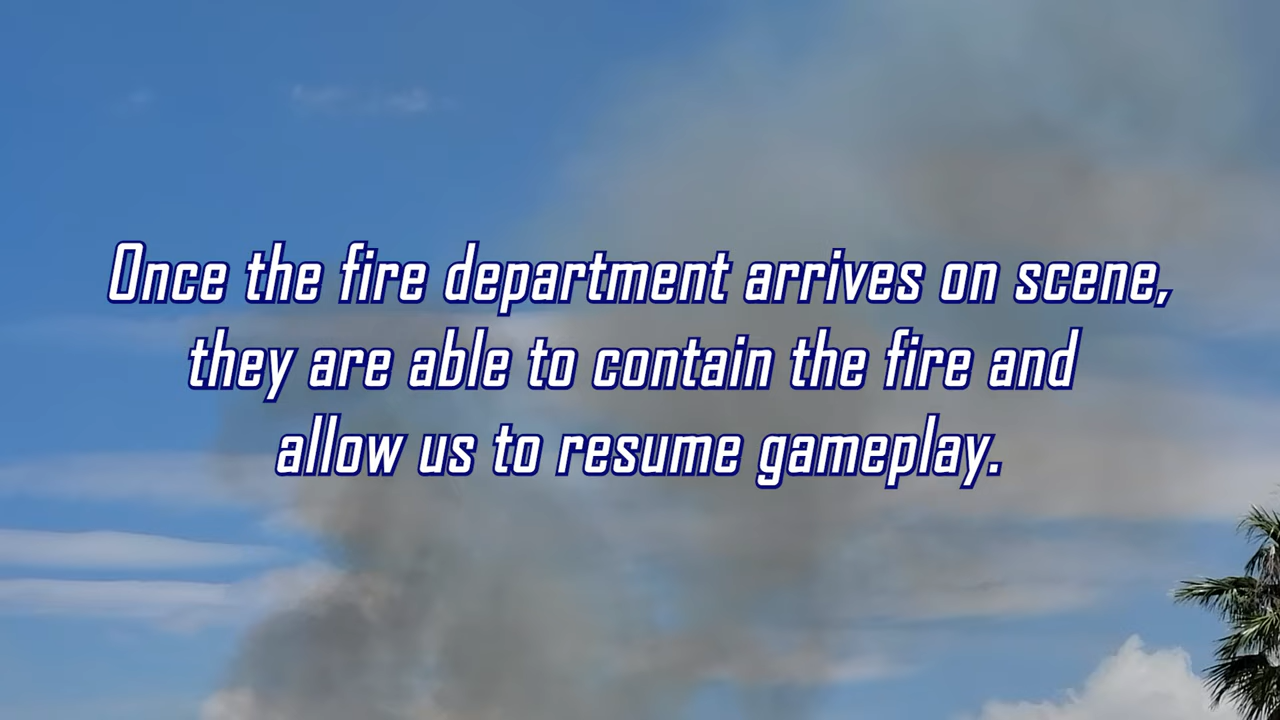 Once the fire department arrives on scene,
they are able to contain the fire and
allow us to resume gameplay.